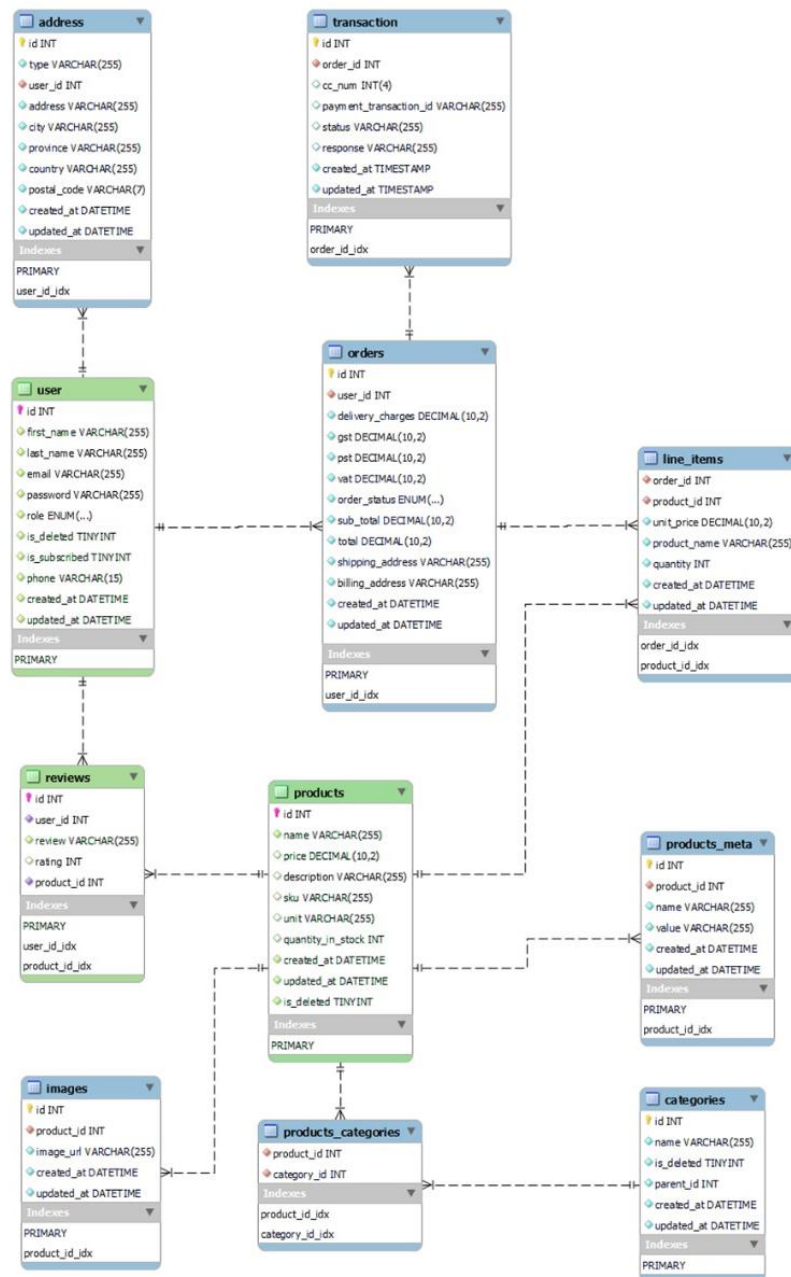 address
id INT
type VARCHAR(255)
user_id INT
address VARCHAR(255)
city VARCHAR(255)
province VARCHAR(255)
country VARCHAR(255)
postal_code VARCHAR(7)
created_at DATETIME
updated_at DATETIME
Indexes
PRIMARY
user_id_idx
transaction
id INT
order_id INT
cc_num INT(4)
payment_transaction_id VARCHAR(255)
status VARCHAR(255)
response VARCHAR(255)
created_at TIMESTAMP
updated_at TIMESTAMP
Indexes
PRIMARY
order_id_idx
user
id INT
first_name VARCHAR(255)
last_name VARCHAR(255)
email VARCHAR(255)
password VARCHAR(255)
role ENUM(...)
is_deleted TINYINT
is_subscribed TINYINT
phone VARCHAR(15)
created_at DATETIME
updated_at DATETIME
Indexes
PRIMARY
orders
id INT
user_id INT
delivery_charges DECIMAL(10,2)
gst DECIMAL(10,2)
pst DECIMAL(10,2)
vat DECIMAL(10,2)
order_status ENUM(...)
sub_total DECIMAL(10,2)
total DECIMAL(10,2)
shipping_address VARCHAR(255)
billing_address VARCHAR(255)
created_at DATETIME
updated_at DATETIME
Indexes
PRIMARY
user_id_idx
line_items
order_id INT
product_id INT
unit_price DECIMAL(10,2)
product_name VARCHAR(255)
quantity INT
created_at DATETIME
updated_at DATETIME
Indexes
order_id_idx
product_id_idx
reviews
id INT
user_id INT
review VARCHAR(255)
rating INT
product_id INT
Indexes
PRIMARY
user_id_idx
product_id_idx
products
id INT
name VARCHAR(255)
price DECIMAL(10,2)
description VARCHAR(255)
sku VARCHAR(255)
unit VARCHAR(255)
quantity_in_stock INT
created_at DATETIME
updated_at DATETIME
is_deleted TINYINT
Indexes
PRIMARY
products_meta
id INT
product_id INT
name VARCHAR(255)
value VARCHAR(255)
created_at DATETIME
updated_at DATETIME
Indexes
PRIMARY
product_id_idx
images
id INT
product_id INT
image_url VARCHAR(255)
created_at DATETIME
updated_at DATETIME
Indexes
PRIMARY
product_id_idx
products_categories
product_id INT
category_id INT
Indexes
product_id_idx
category_id_idx
categories
id INT
name VARCHAR(255)
is_deleted TINYINT
parent_id INT
created_at DATETIME
updated_at DATETIME
Indexes
PRIMARY